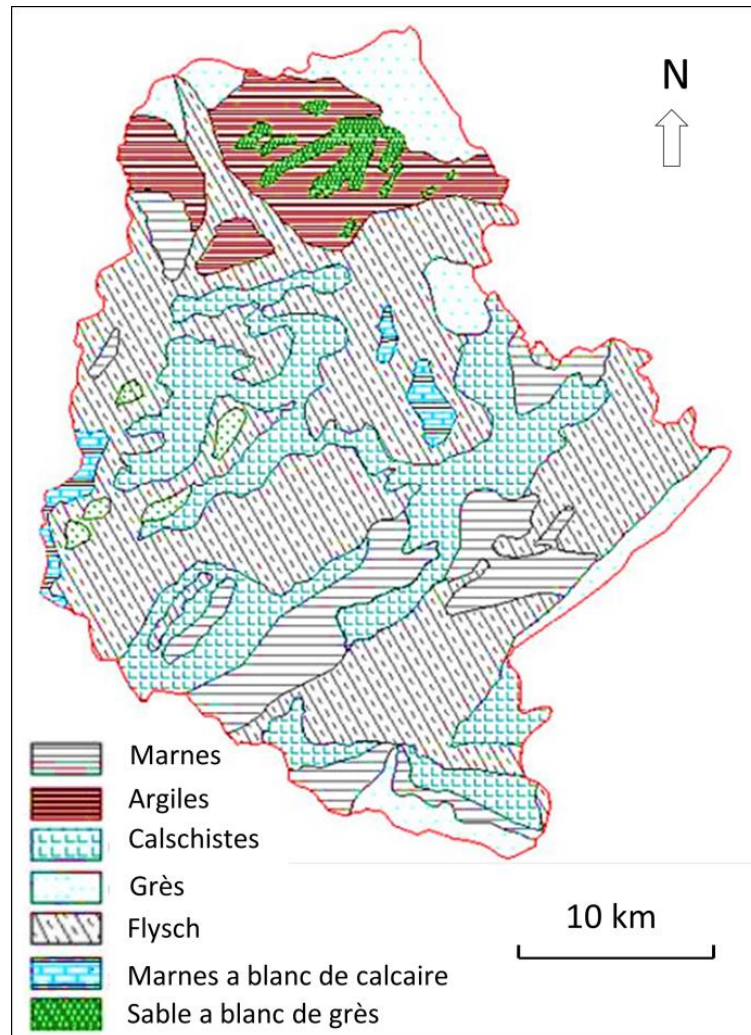 N
Marnes
Argiles
Calschistes
Grès
Flysch
Marnes a blanc de calcaire
Sable a blanc de grès
10 km